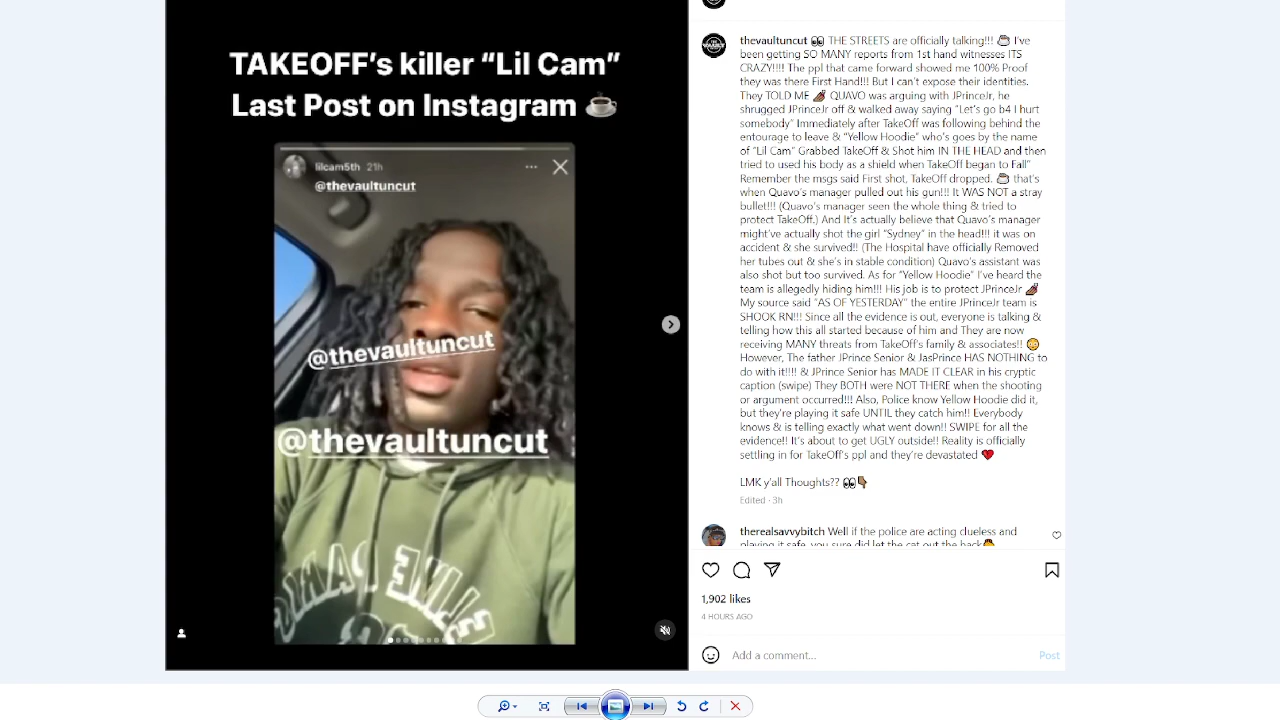 TAKEOFF's killer “Lil Cam”
Last Post on Instagram ☕
lilcam5th 21h
@thevaultuncut
@thevaultuncut
@thevaultuncut
thevaultuncut 👀 THE STREETS are officially talking!!! ☕ I've
been getting SO MANY reports from 1st hand witnesses ITS
CRAZY!!!! The ppl that came forward showed me 100% Proof
they was there First Hand!!! But I can't expose their identities.
They TOLD ME QUAVO was arguing with JPrinceJr, he
shrugged JPrinceJr off & walked away saying “Let's go b4 I hurt
somebody” Immediately after TakeOff was following behind the
entourage to leave & “Yellow Hoodie” who's goes by the name
of “Lil Cam” Grabbed TakeOff & Shot him IN THE HEAD and then
tried to used his body as a shield when TakeOff began to Fall”
Remember the msgs said First shot, TakeOff dropped. ☕ that's
when Quavo's manager pulled out his gun!!! It WAS NOT a stray
bullet!!! (Quavo's manager seen the whole thing & tried to
protect TakeOff.) And It's actually believe that Quavo's manager
might've actually shot the girl “Sydney” in the head!!! it was on
accident & she survived!! (The Hospital have officially Removed
her tubes out & she's in stable condition) Quavo's assistant was
also shot but too survived. As for “Yellow Hoodie” I've heard the
team is allegedly hiding him!!! His job is to protect JPrinceJr
My source said “AS OF YESTERDAY” the entire JPrinceJr team is
SHOOK RN!!! Since all the evidence is out, everyone is talking &
telling how this all started because of him and They are now
receiving MANY threats from TakeOff's family & associates!! 😳
However, The father JPrince Senior & JasPrince HAS NOTHING to
do with it!!!! & JPrince Senior has MADE IT CLEAR in his cryptic
caption (swipe) They BOTH were NOT THERE when the shooting
or argument occurred!!! Also, Police know Yellow Hoodie did it,
but they're playing it safe UNTIL they catch him!! Everybody
knows & is telling exactly what went down!! SWIPE for all the
evidence!! It's about to get UGLY outside!! Reality is officially
settling in for TakeOff's ppl and they're devastated 💔
LMK y'all Thoughts?? 👀👇🏾
Edited · 3h
therealsavvybitch Well if the police are acting clueless and
playing it safe, you sure did let the cat out the back
1,902 likes
4 HOURS AGO
Add a comment...
Post